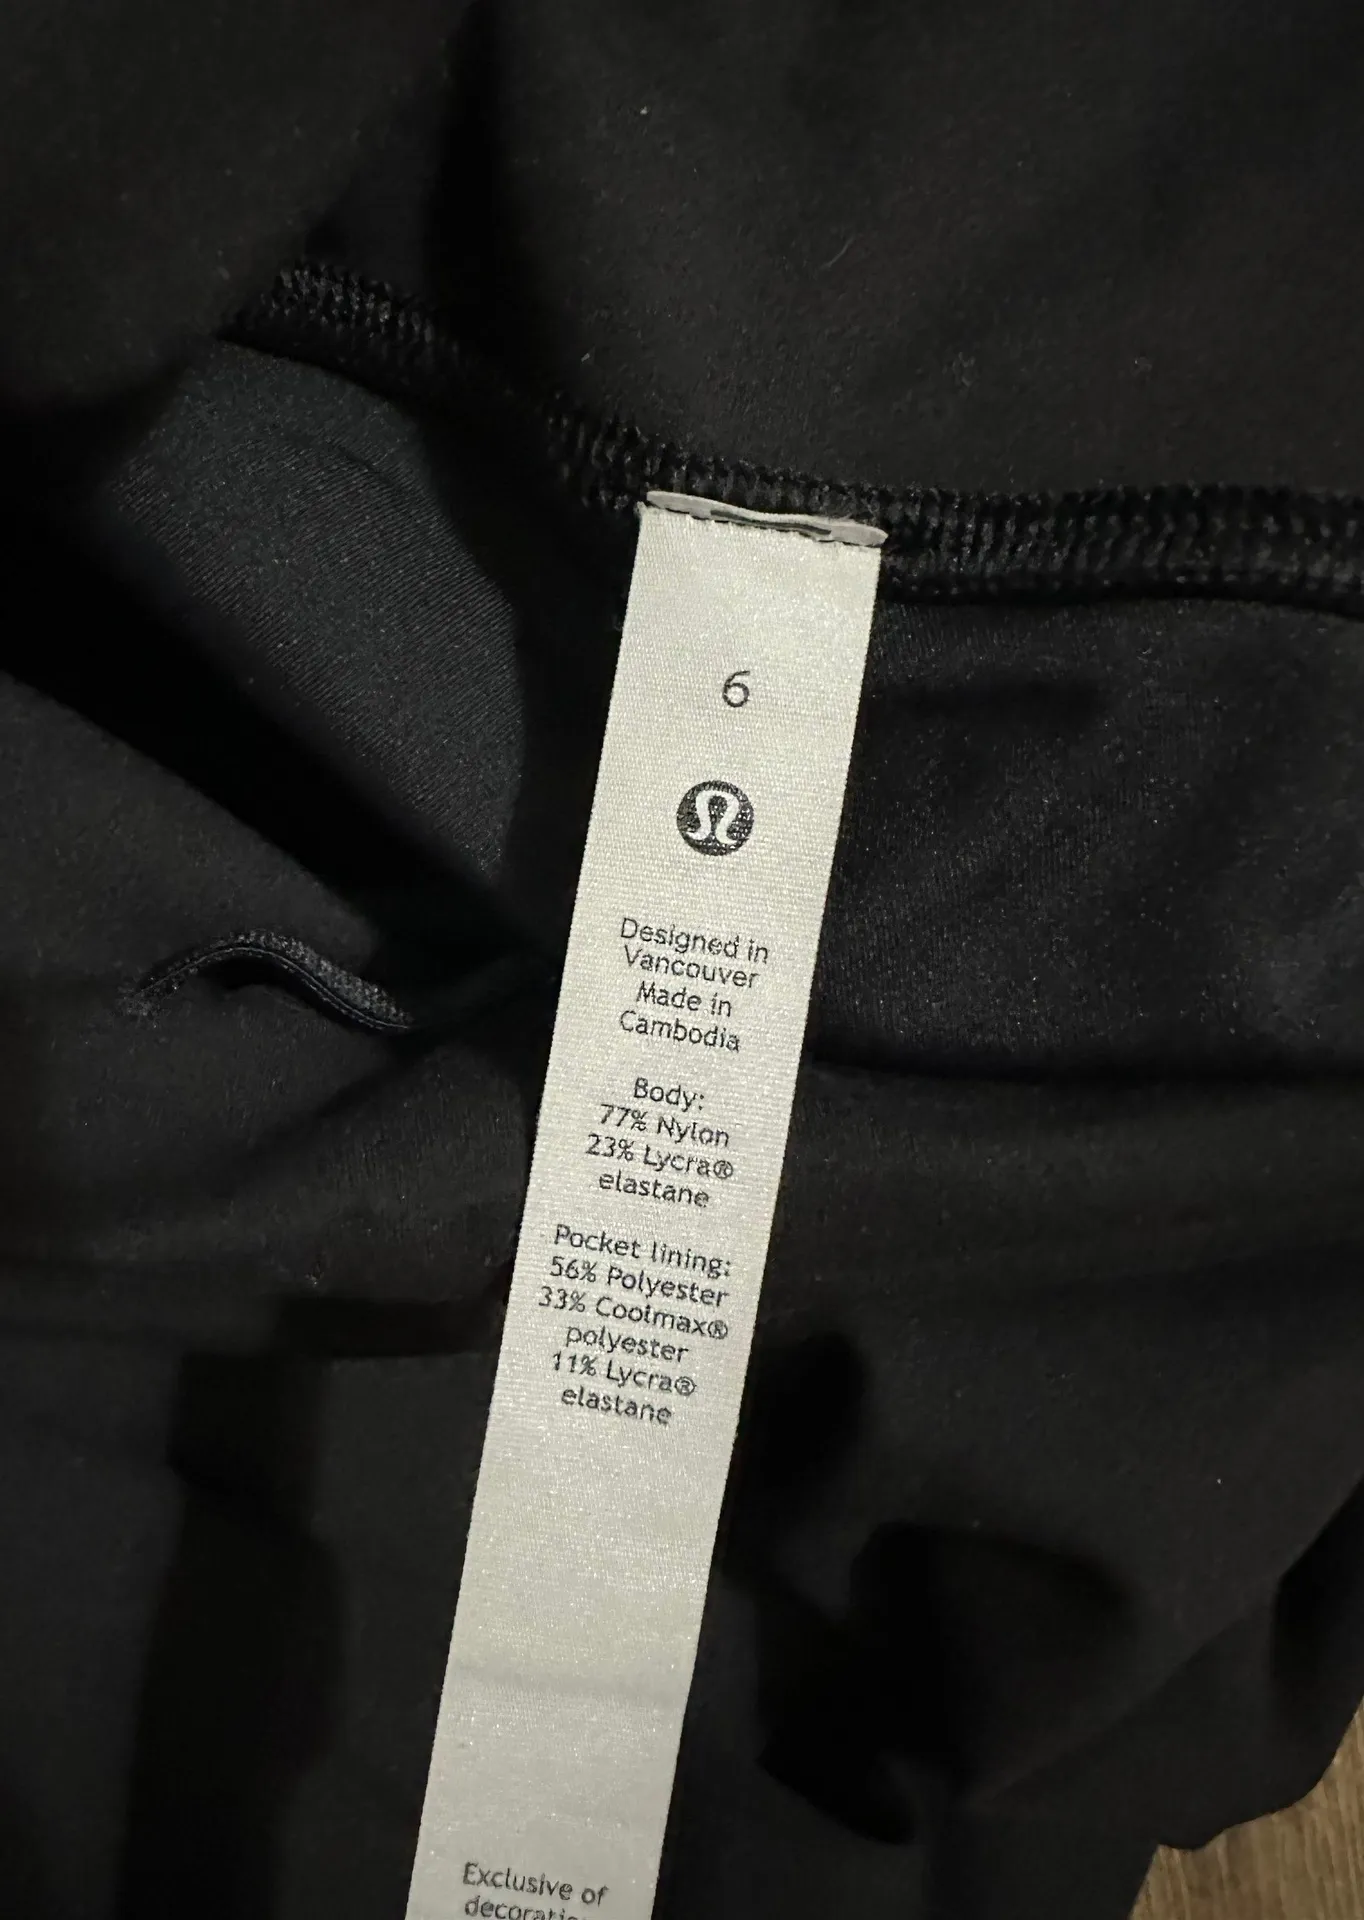 6
Designed in
Vancouver
Made in
Cambodia
Body:
77% Nylon
23% Lycra®
elastane
Pocket lining:
56% Polyester
33% Coolmax®
polyester
11% Lycra®
elastane
Exclusive of